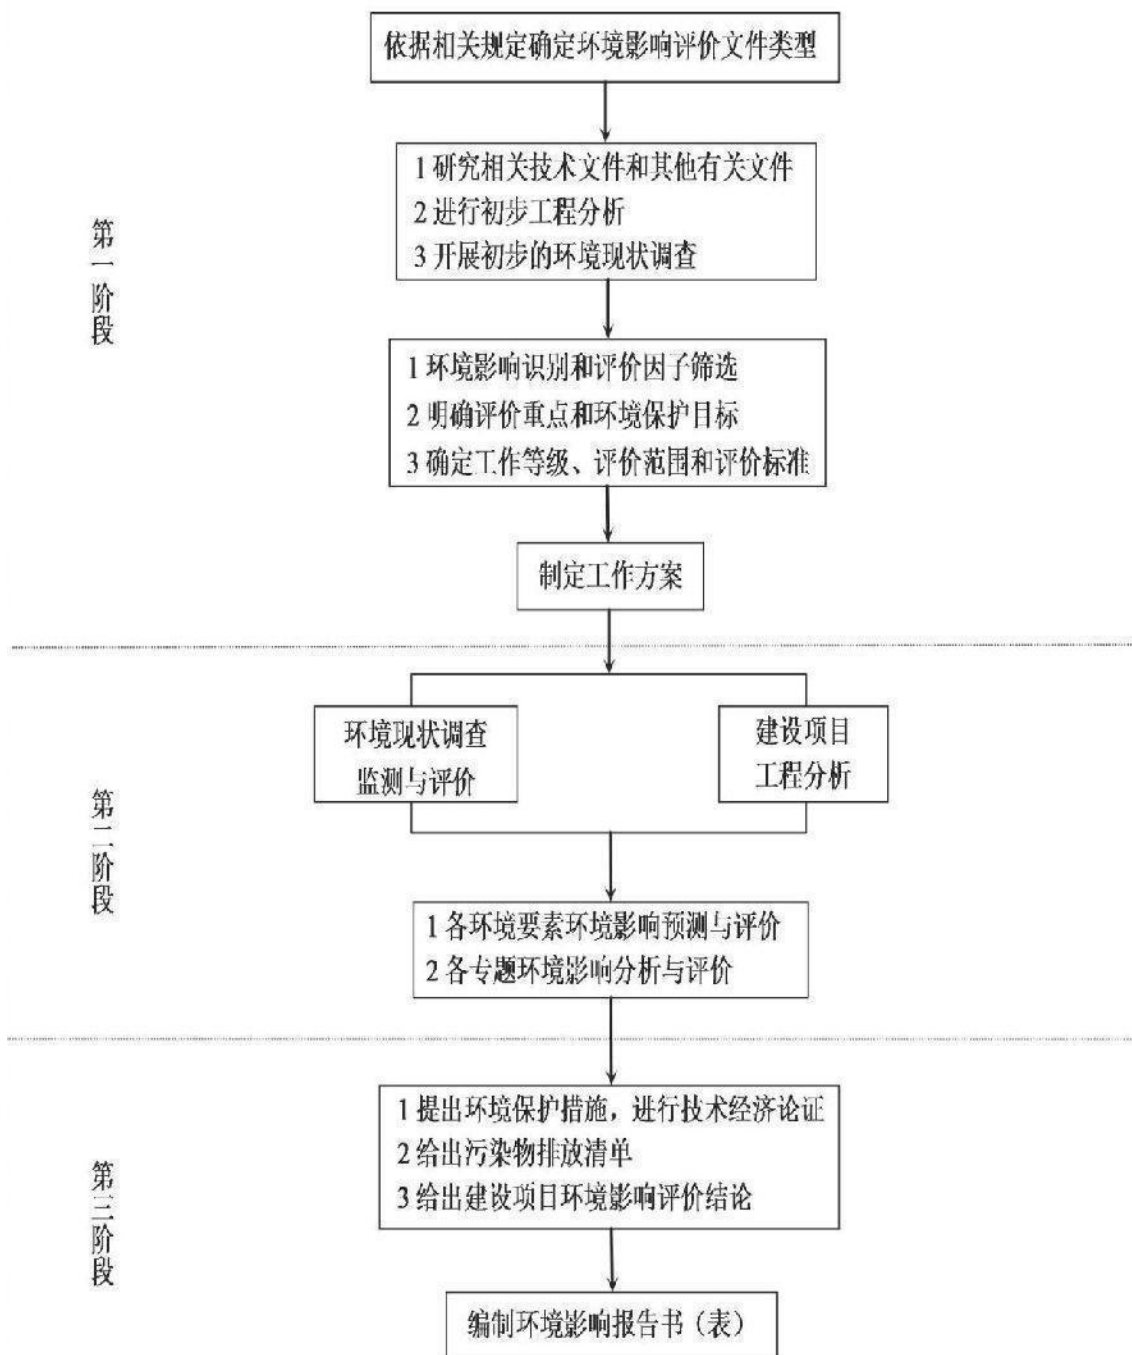 依据相关规定确定环境影响评价文件类型
第一阶段
1 研究相关技术文件和其他有关文件
2 进行初步工程分析
3 开展初步的环境现状调查
1 环境影响识别和评价因子筛选
2 明确评价重点和环境保护目标
3 确定工作等级、评价范围和评价标准
制定工作方案
第二阶段
环境现状调查
监测与评价
建设项目
工程分析
1 各环境要素环境影响预测与评价
2 各专题环境影响分析与评价
第三阶段
1 提出环境保护措施，进行技术经济论证
2 给出污染物排放清单
3 给出建设项目环境影响评价结论
编制环境影响报告书（表）